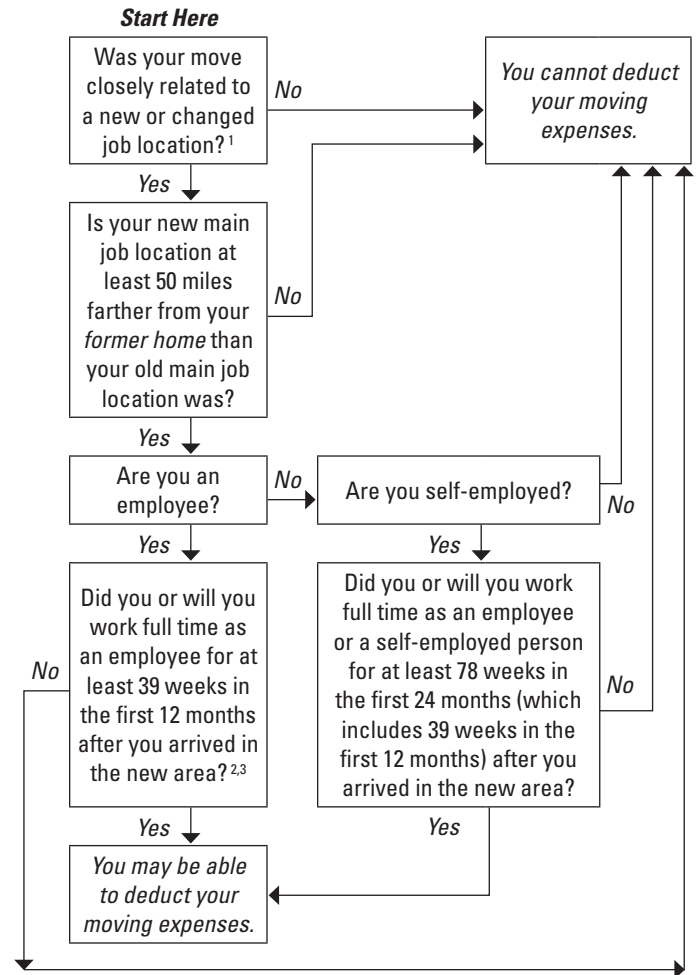 Start Here
Was your move
closely related to
a new or changed
job location? 1
No
You cannot deduct
your moving
expenses.
Yes
Is your new main
job location at
least 50 miles
farther from your
former home than
your old main job
location was?
No
Yes
Are you an
employee?
No
Are you self-employed?
No
Yes
Yes
Did you or will you
work full time as
an employee for at
least 39 weeks in
the first 12 months
after you arrived in
the new area? 2,3
No
Did you or will you work
full time as an employee
or a self-employed person
for at least 78 weeks in
the first 24 months (which
includes 39 weeks in the
first 12 months) after you
arrived in the new area?
No
Yes
Yes
You may be able
to deduct your
moving expenses.